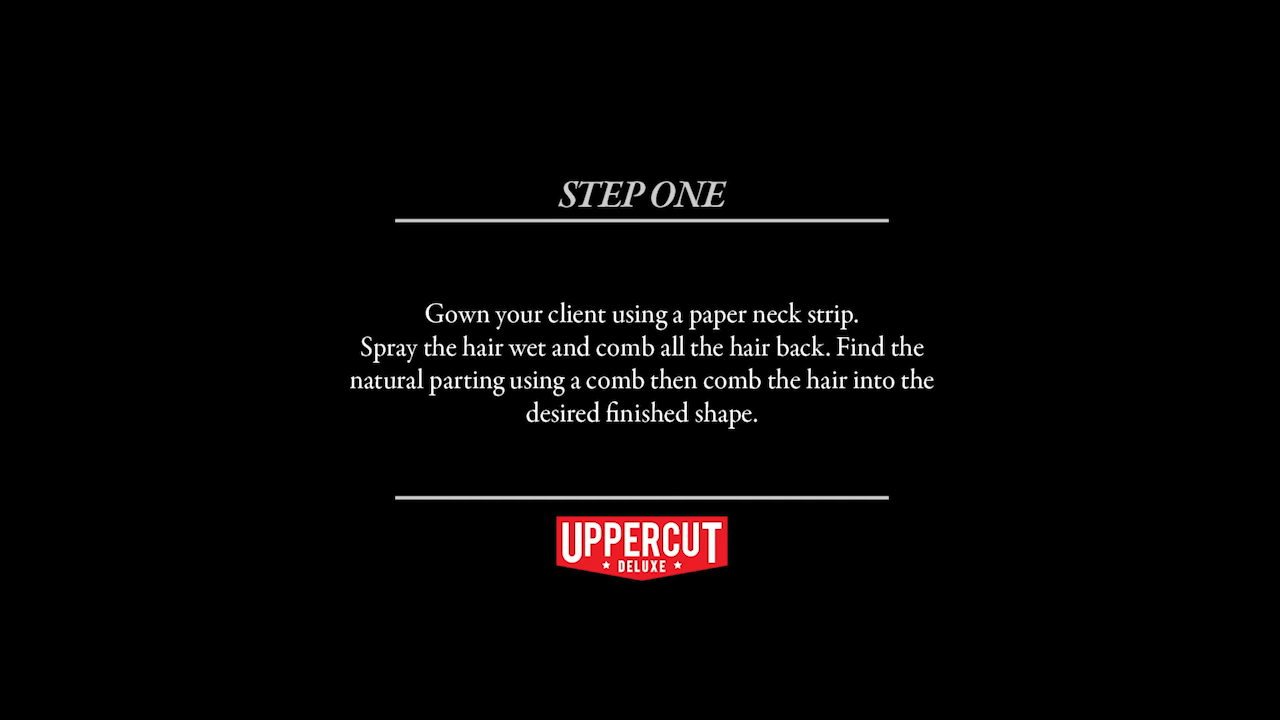 STEP ONE
Gown your client using a paper neck strip.
Spray the hair wet and comb all the hair back. Find the
natural parting using a comb then comb the hair into the
desired finished shape.
UPPERCUT
DELUXE